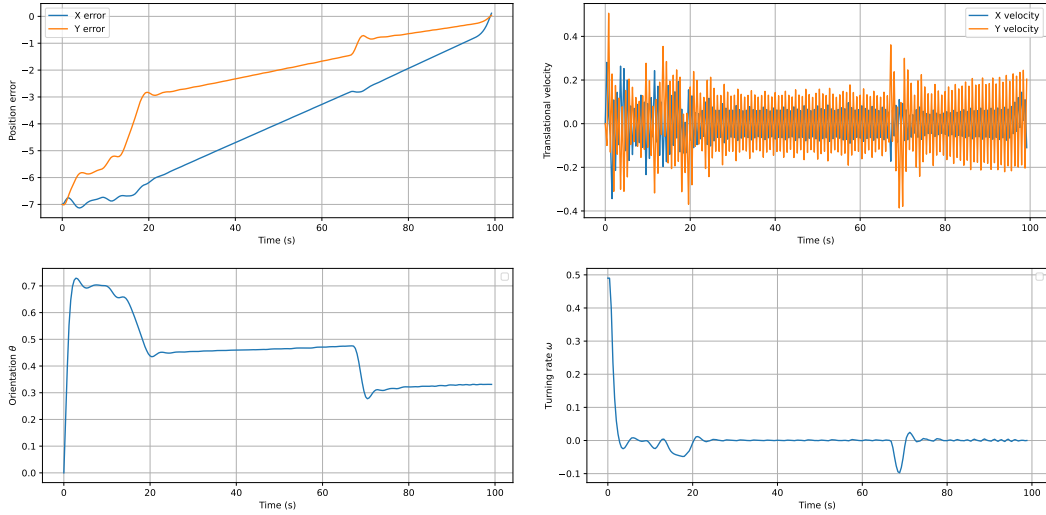 X error
Y error
0
−1
−2
−3
−4
−5
−6
−7
Position error
0 20 40 60 80 100
Time (s)
X velocity
Y velocity
0.4
0.2
0.0
−0.2
−0.4
Translational velocity
0 20 40 60 80 100
Time (s)
0.7
0.6
0.5
0.4
0.3
0.2
0.1
0.0
Orientation θ
0 20 40 60 80 100
Time (s)
0.5
0.4
0.3
0.2
0.1
0.0
−0.1
Turning rate ω
0 20 40 60 80 100
Time (s)